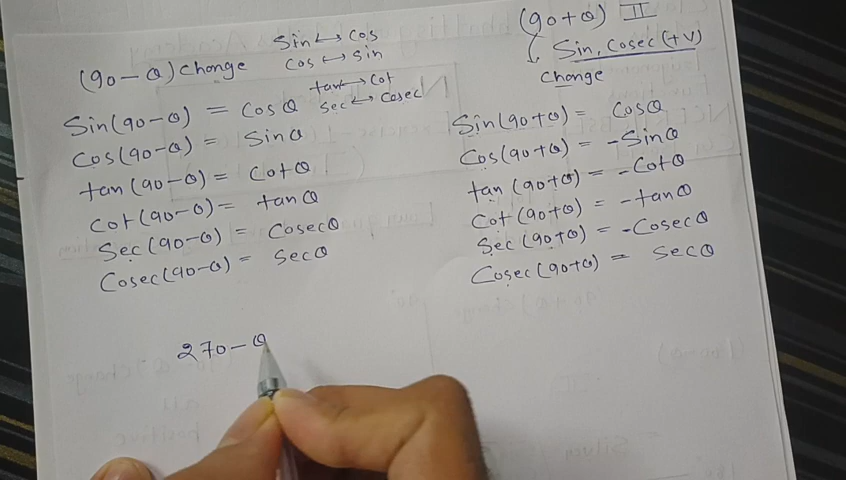 (90-θ) change
Sin↔Cos
Cos↔sin
tan↔Cot
sec↔Cosec
Sin(90-θ) = Cosθ
Cos(90-θ) = Sinθ
tan(90-θ) = Cotθ
Cot(90-θ) = tanθ
Sec(90-θ) = Cosecθ
Cosec(90-θ) = Secθ
(90+θ) II
Sin, Cosec (+V)
Change
Sin(90+θ) = Cosθ
Cos(90+θ) = -Sinθ
tan(90+θ) = -Cotθ
Cot(90+θ) = -tanθ
Sec(90+θ) = -Cosecθ
Cosec(90+θ) = Secθ
270-θ